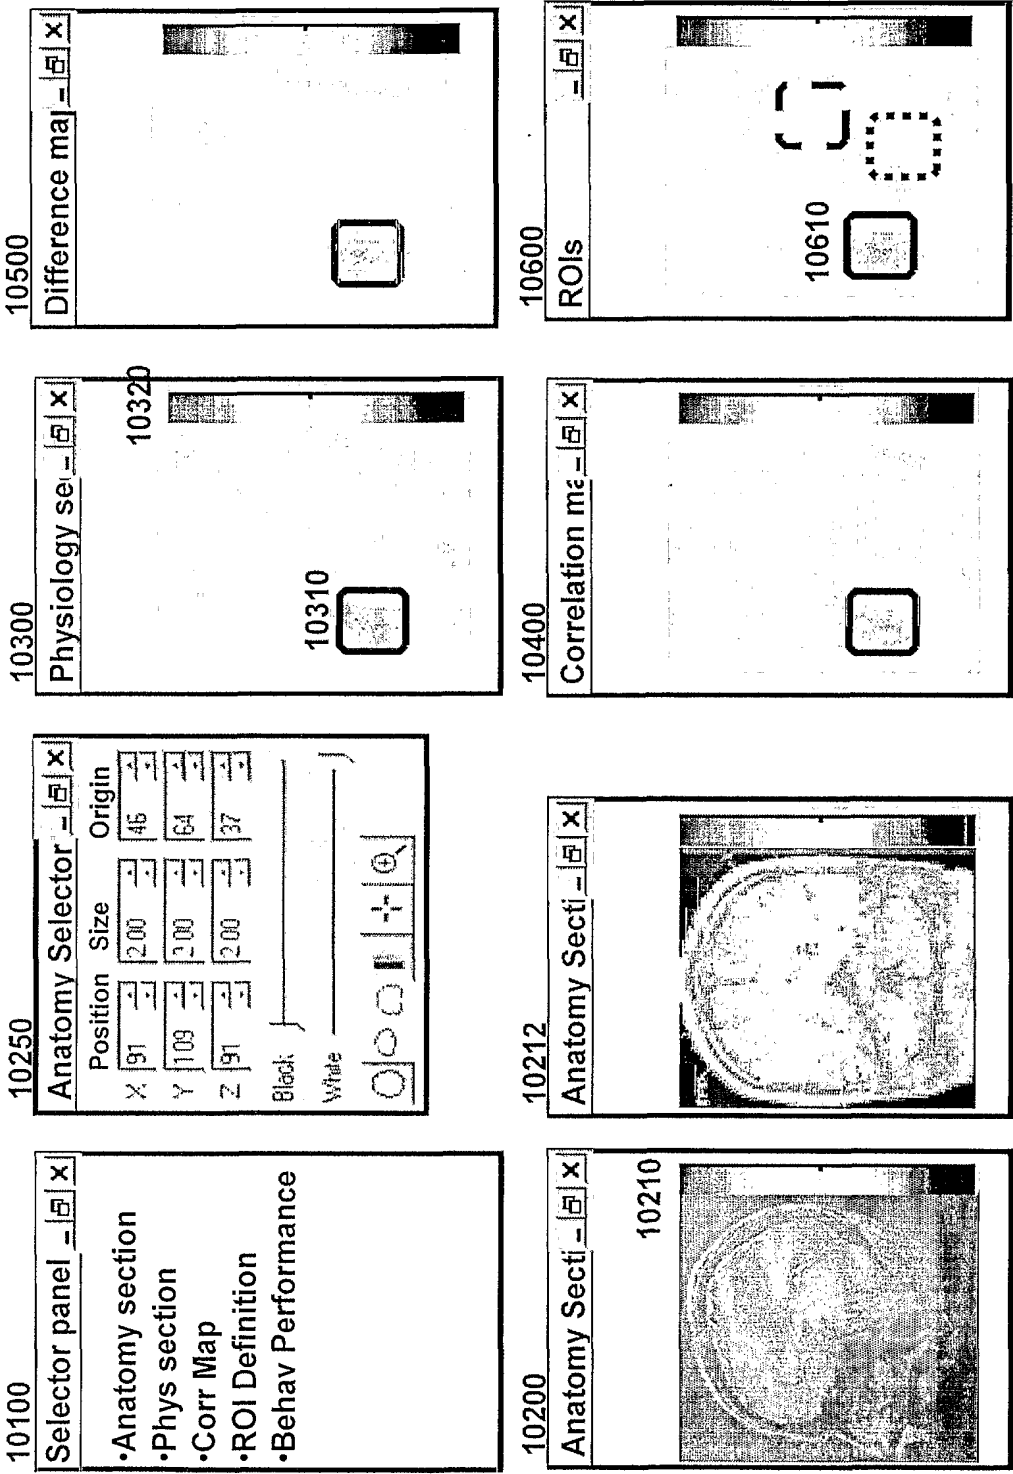 10100
Selector panel
•Anatomy section
•Phys section
•Corr Map
•ROI Definition
•Behav Performance
10250
Anatomy Selector
Position Size Origin
X 91 2.00 46
Y 109 2.00 64
Z 91 2.00 37
Black
White
10300
Physiology se
10320
10310
10500
Difference ma
10200
Anatomy Secti
10210
10212
Anatomy Secti
10400
Correlation ma
10600
ROIs
10610